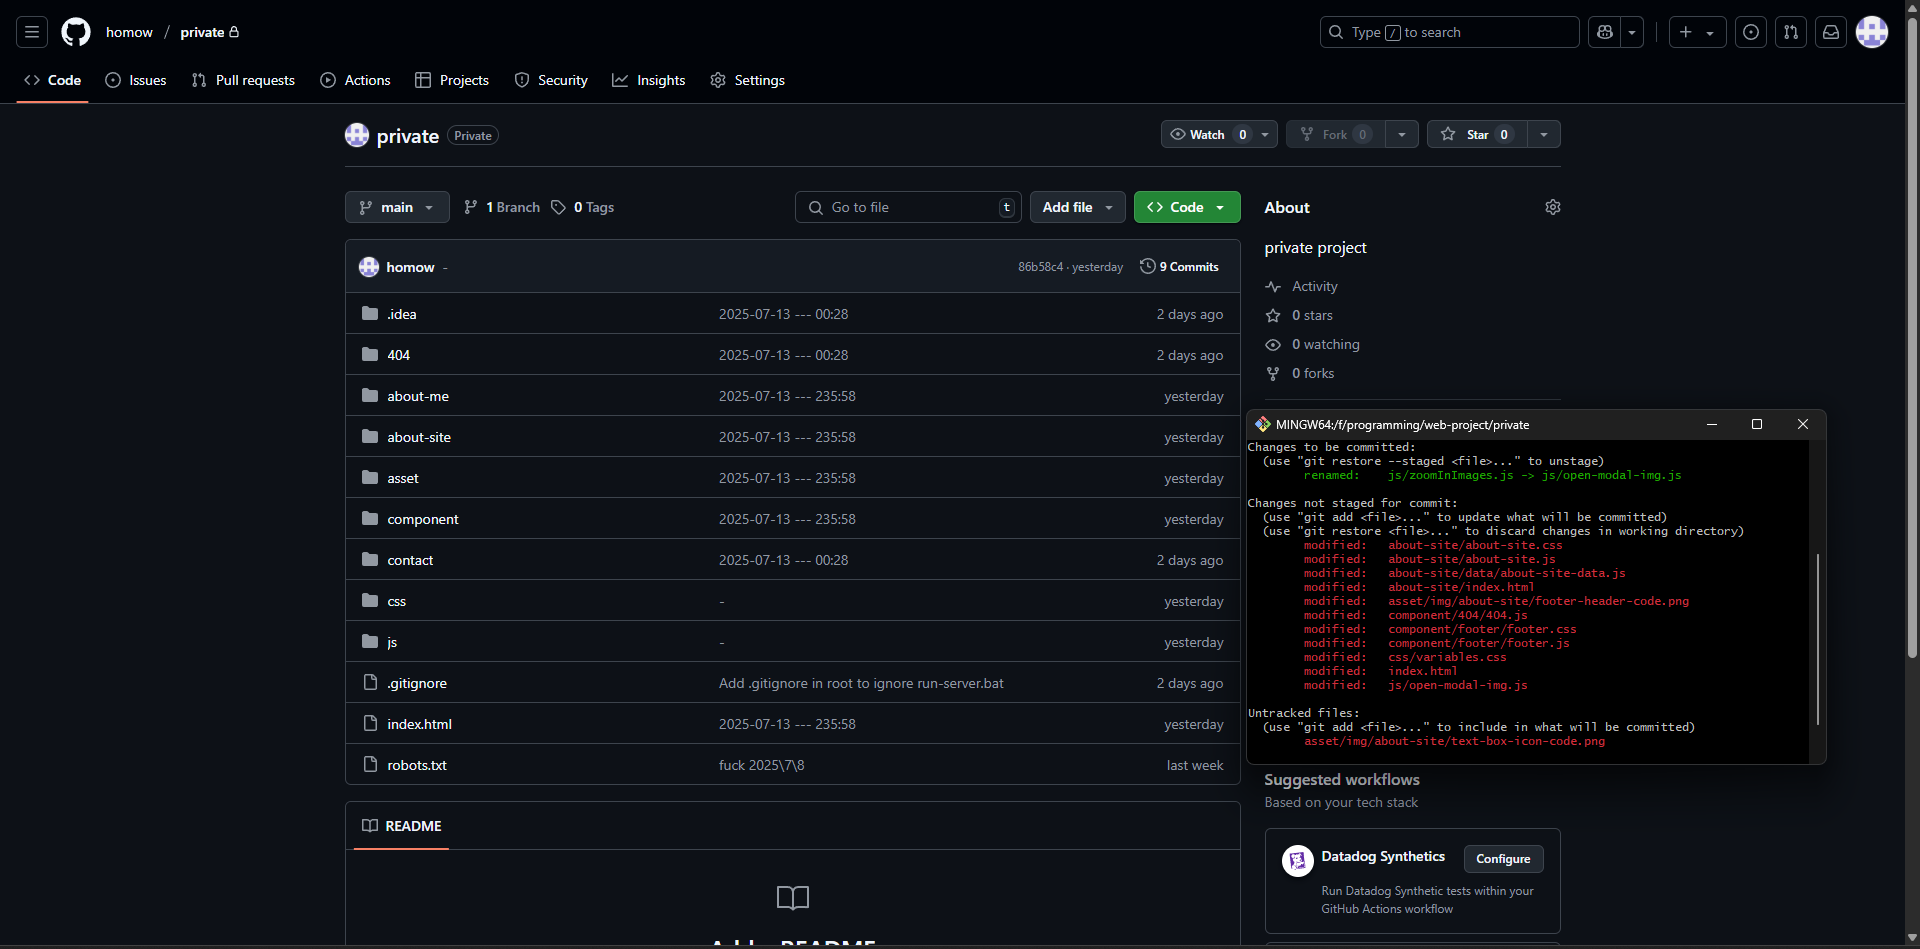 homow / private
Type / to search
Code Issues Pull requests Actions Projects Security Insights Settings
private Private
Watch 0 Fork 0 Star 0
main 1 Branch 0 Tags Go to file t Add file Code
homow - 86b58c4 · yesterday 9 Commits
.idea 2025-07-13 --- 00:28 2 days ago
404 2025-07-13 --- 00:28 2 days ago
about-me 2025-07-13 --- 235:58 yesterday
about-site 2025-07-13 --- 235:58 yesterday
asset 2025-07-13 --- 235:58 yesterday
component 2025-07-13 --- 235:58 yesterday
contact 2025-07-13 --- 00:28 2 days ago
css - yesterday
js - yesterday
.gitignore Add .gitignore in root to ignore run-server.bat 2 days ago
index.html 2025-07-13 --- 235:58 yesterday
robots.txt fuck 2025\7\8 last week
README
About
private project
Activity
0 stars
0 watching
0 forks
MINGW64:/f/programming/web-project/private
Changes to be committed:
(use "git restore --staged <file>..." to unstage)
renamed: js/zoomInImages.js -> js/open-modal-img.js
Changes not staged for commit:
(use "git add <file>..." to update what will be committed)
(use "git restore <file>..." to discard changes in working directory)
modified: about-site/about-site.css
modified: about-site/about-site.js
modified: about-site/data/about-site-data.js
modified: about-site/index.html
modified: asset/img/about-site/footer-header-code.png
modified: component/404/404.js
modified: component/footer/footer.css
modified: component/footer/footer.js
modified: css/variables.css
modified: index.html
modified: js/open-modal-img.js
Untracked files:
(use "git add <file>..." to include in what will be committed)
asset/img/about-site/text-box-icon-code.png
Suggested workflows
Based on your tech stack
Datadog Synthetics Configure
Run Datadog Synthetic tests within your
GitHub Actions workflow